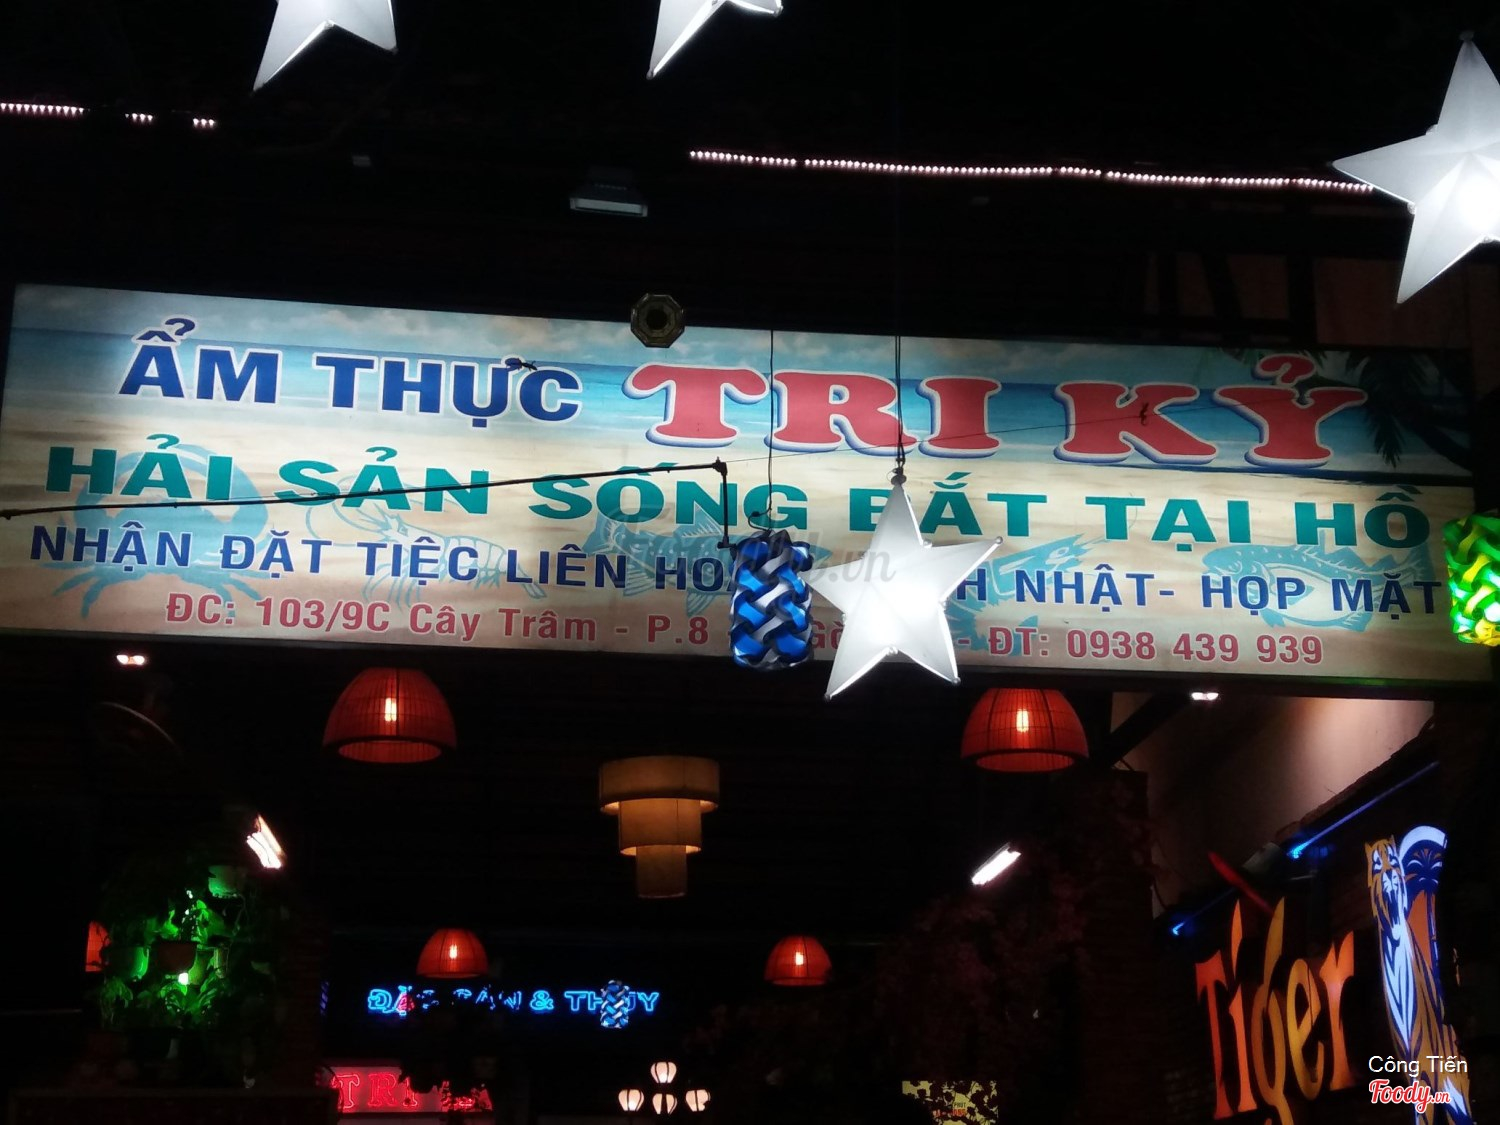 ẨM THỰC TRI KỶ
HẢI SẢN SỐNG BẮT TẠI HỒ
NHẬN ĐẶT TIỆC LIÊN NHẬT- HỌP MẶT
ĐC: 103/9C Cây Trâm - P.8 - ĐT: 0938 439 939
& 
Tiger
Công Tiến
Foody.vn